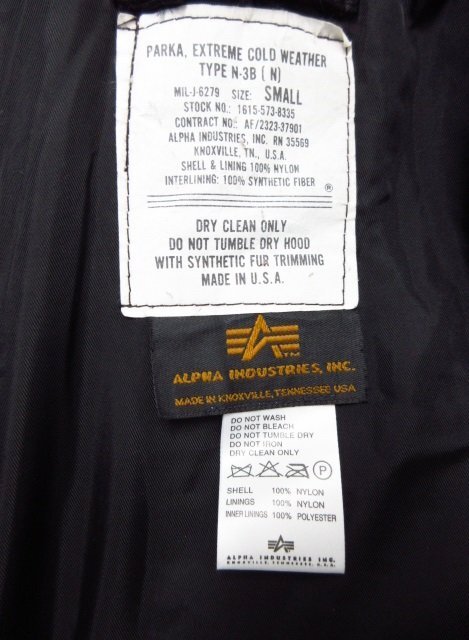 PARKA, EXTREME COLD WEATHER
TYPE N-3B ( N )
MIL-J-6279 SIZE: SMALL
STOCK NO.: 1615-573-8335
CONTRACT NO.: AF/2323-37901
ALPHA INDUSTRIES, INC. RN 35569
KNOXVILLE, TN., U.S.A.
SHELL & LINING 100% NYLON
INTERLINING: 100% SYNTHETIC FIBER ®
DRY CLEAN ONLY
DO NOT TUMBLE DRY HOOD
WITH SYNTHETIC FUR TRIMMING
MADE IN U.S.A.
TM
ALPHA INDUSTRIES, INC.
MADE IN KNOXVILLE, TENNESSEE USA
DO NOT WASH
DO NOT BLEACH
DO NOT TUMBLE DRY
DO NOT IRON
DRY CLEAN ONLY
P
SHELL 100% NYLON
LININGS 100% NYLON
INNER LININGS 100% POLYESTER
ALPHA INDUSTRIES INC.
KNOXVILLE, TENNESSEE, U.S.A.